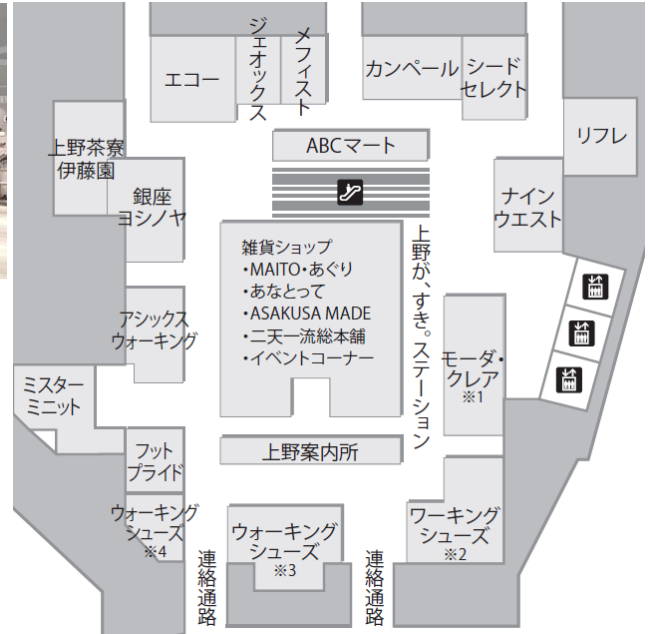 エコー
ジェオックス
メフィスト
カンペール
シード
セレクト
ABCマート
上野茶寮
伊藤園
銀座
ヨシノヤ
リフレ
ナイン
ウエスト
雑貨ショップ
・MAITO・あぐり
・あなとって
・ASAKUSA MADE
・二天一流総本舗
・イベントコーナー
上野が、すき。ステーション
アシックス
ウォーキング
モーダ・
クレア
※1
ミスター
ミニット
フット
プライド
上野案内所
ウォーキング
シューズ
※4
連絡通路
ウォーキング
シューズ
※3
連絡通路
ワーキング
シューズ
※2